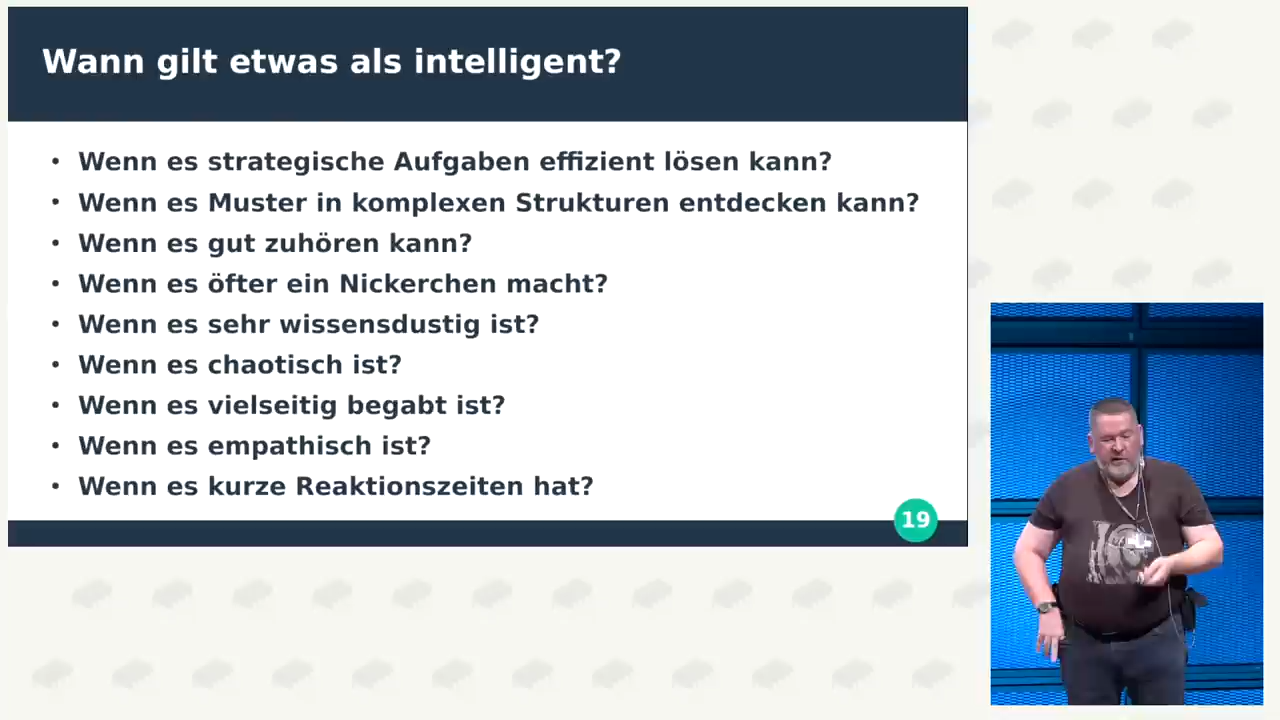 Wann gilt etwas als intelligent?
• Wenn es strategische Aufgaben effizient lösen kann?
• Wenn es Muster in komplexen Strukturen entdecken kann?
• Wenn es gut zuhören kann?
• Wenn es öfter ein Nickerchen macht?
• Wenn es sehr wissensdustig ist?
• Wenn es chaotisch ist?
• Wenn es vielseitig begabt ist?
• Wenn es empathisch ist?
• Wenn es kurze Reaktionszeiten hat?
19